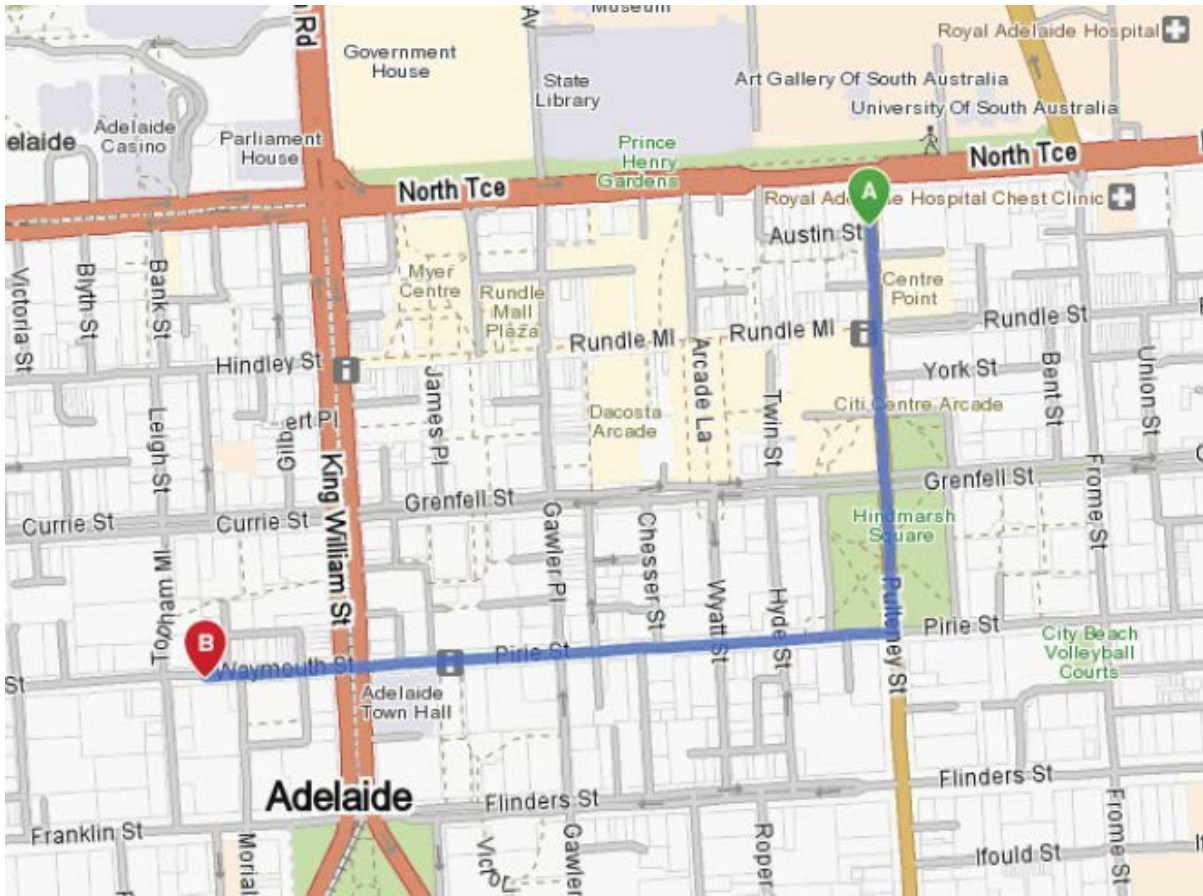 Museum
Rd
Av
Royal Adelaide Hospital
Government
House
State
Library
Art Gallery Of South Australia
University Of South Australia
elaide
Adelaide
Casino
Parliament
House
Prince
Henry
Gardens
North Tce
North Tce
A
Royal Adelaide Hospital Chest Clinic
Austin St
Victoria St
Blyth St
Bank St
Myer
Centre
Rundle
Mall
Plaza
Centre
Point
Rundle Ml
Rundle Ml
Rundle St
Hindley St
Arcade La
York St
Bent St
Union St
James Pl
Twin St
Leigh St
ert Pl
Gilb
Dacosta
Arcade
Citi Centre Arcade
King William St
Grenfell St
Grenfell St
Frome St
Currie St
Currie St
Gawler Pl
Chesser St
Hindmarsh
Square
Topham Ml
Wyatt St
Hyde St
Pulteney St
B
St
Waymouth St
Pirie St
Pirie St
City Beach
Volleyball
Courts
Adelaide
Town Hall
Adelaide
Flinders St
Flinders St
Franklin St
Morial
Victo
Gawler
Roper
Ifould St
Frome St